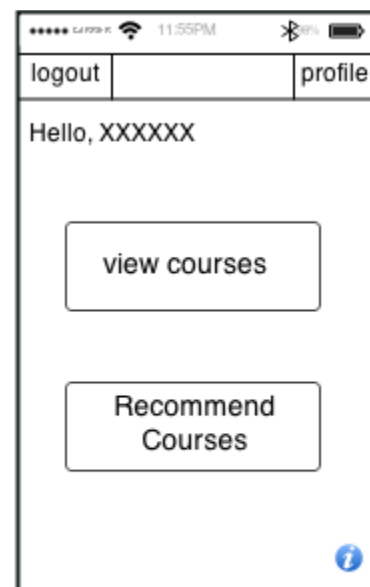 11:55PM
logout profile
Hello, XXXXXX
view courses
Recommend
Courses
i